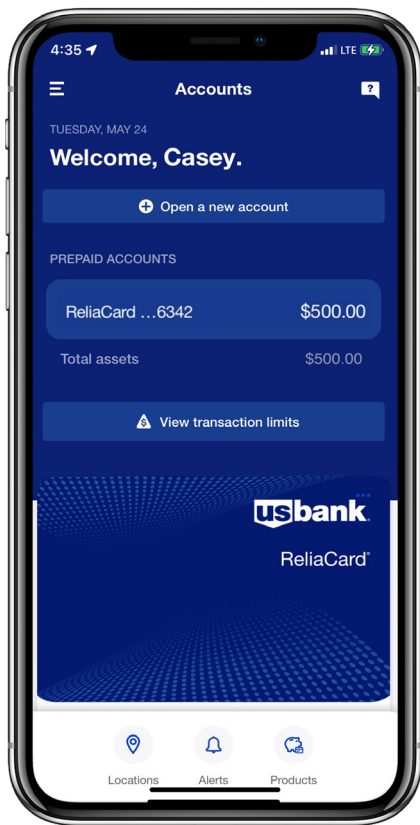 4:35 LTE
Accounts ?
TUESDAY, MAY 24
Welcome, Casey.
Open a new account
PREPAID ACCOUNTS
ReliaCard ...6342 $500.00
Total assets $500.00
$ View transaction limits
usbank
ReliaCard®
Locations Alerts Products